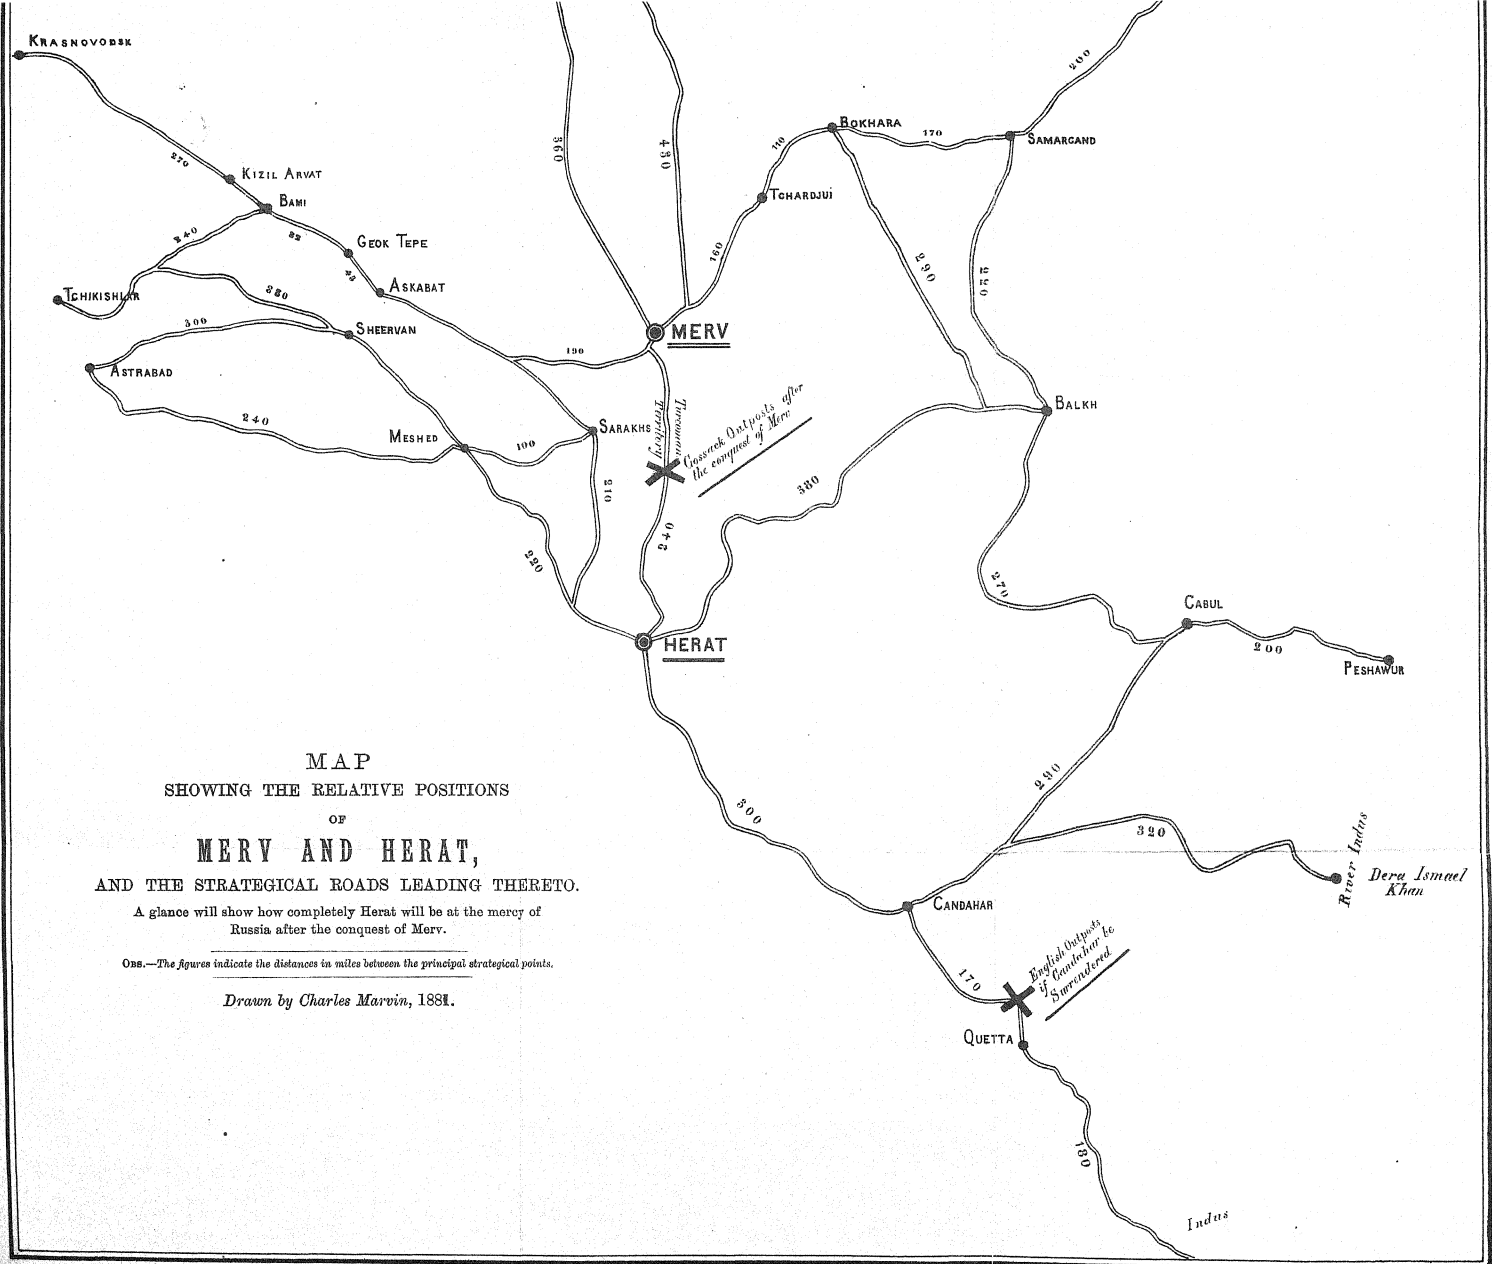 KRASNOVODSK
200
BOKHARA
170
SAMARCAND
360
430
110
270
KIZIL ARVAT
BAMI
TCHARDJUI
240
GEOK TEPE
160
290
250
ASKABAT
TCHIKISHLAR
380
300
SHEERVAN
MERV
190
ASTRABAD
240
MESHED
100
SARAKHS
Turcoman
Territory
Cossack Outposts after
the conquest of Merv
BALKH
210
380
240
220
270
CABUL
200
PESHAWUR
HERAT
MAP
SHOWING THE RELATIVE POSITIONS
OF
MERV AND HERAT,
AND THE STRATEGICAL ROADS LEADING THERETO.
A glance will show how completely Herat will be at the mercy of
Russia after the conquest of Merv.
OBS.—The figures indicate the distances in miles between the principal strategical points.
Drawn by Charles Marvin, 1881.
290
300
320
River Indus
Dera Ismael
Khan
CANDAHAR
170
English Outposts
if Candahar be
Surrendered
QUETTA
180
Indus